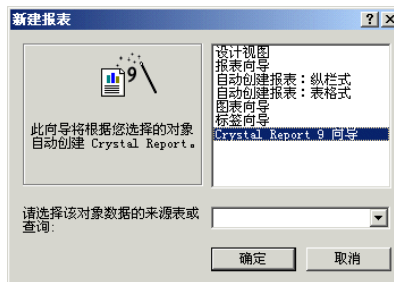 新建报表
9
此向导将根据您选择的对象
自动创建 Crystal Report。
设计视图
报表向导
自动创建报表：纵栏式
自动创建报表：表格式
图表向导
标签向导
Crystal Report 9 向导
请选择该对象数据的来源表或
查询:
确定
取消